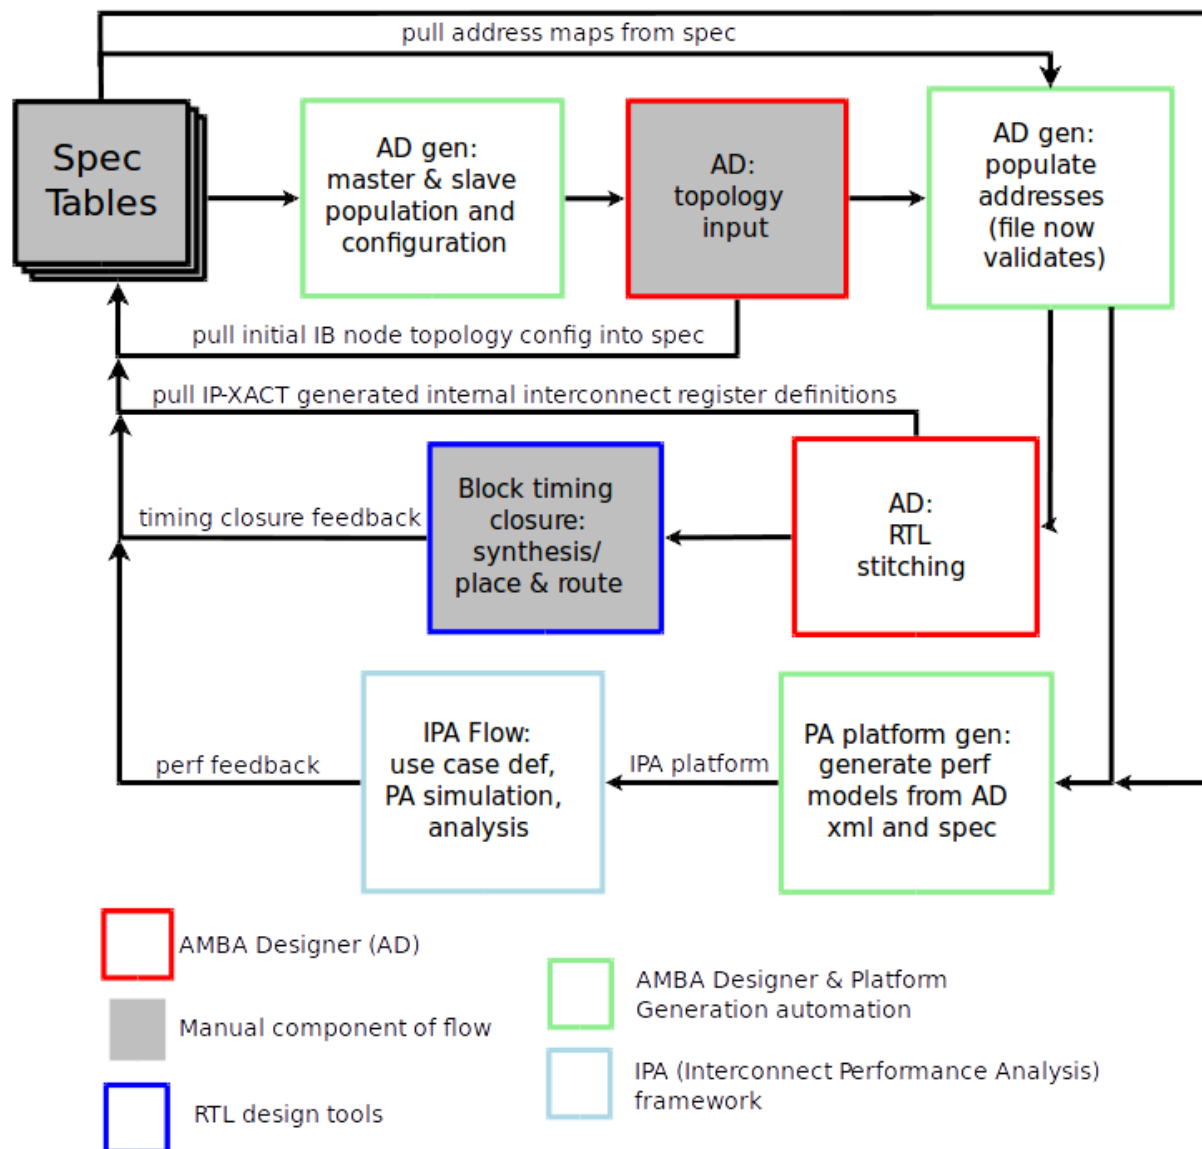 pull address maps from spec
Spec
Tables
AD gen:
master & slave
population and
configuration
AD:
topology
input
AD gen:
populate
addresses
(file now
validates)
pull initial IB node topology config into spec
pull IP-XACT generated internal interconnect register definitions
timing closure feedback
Block timing
closure:
synthesis/
place & route
AD:
RTL
stitching
perf feedback
IPA Flow:
use case def,
PA simulation,
analysis
IPA platform
PA platform gen:
generate perf
models from AD
xml and spec
AMBA Designer (AD)
Manual component of flow
RTL design tools
AMBA Designer & Platform
Generation automation
IPA (Interconnect Performance Analysis)
framework